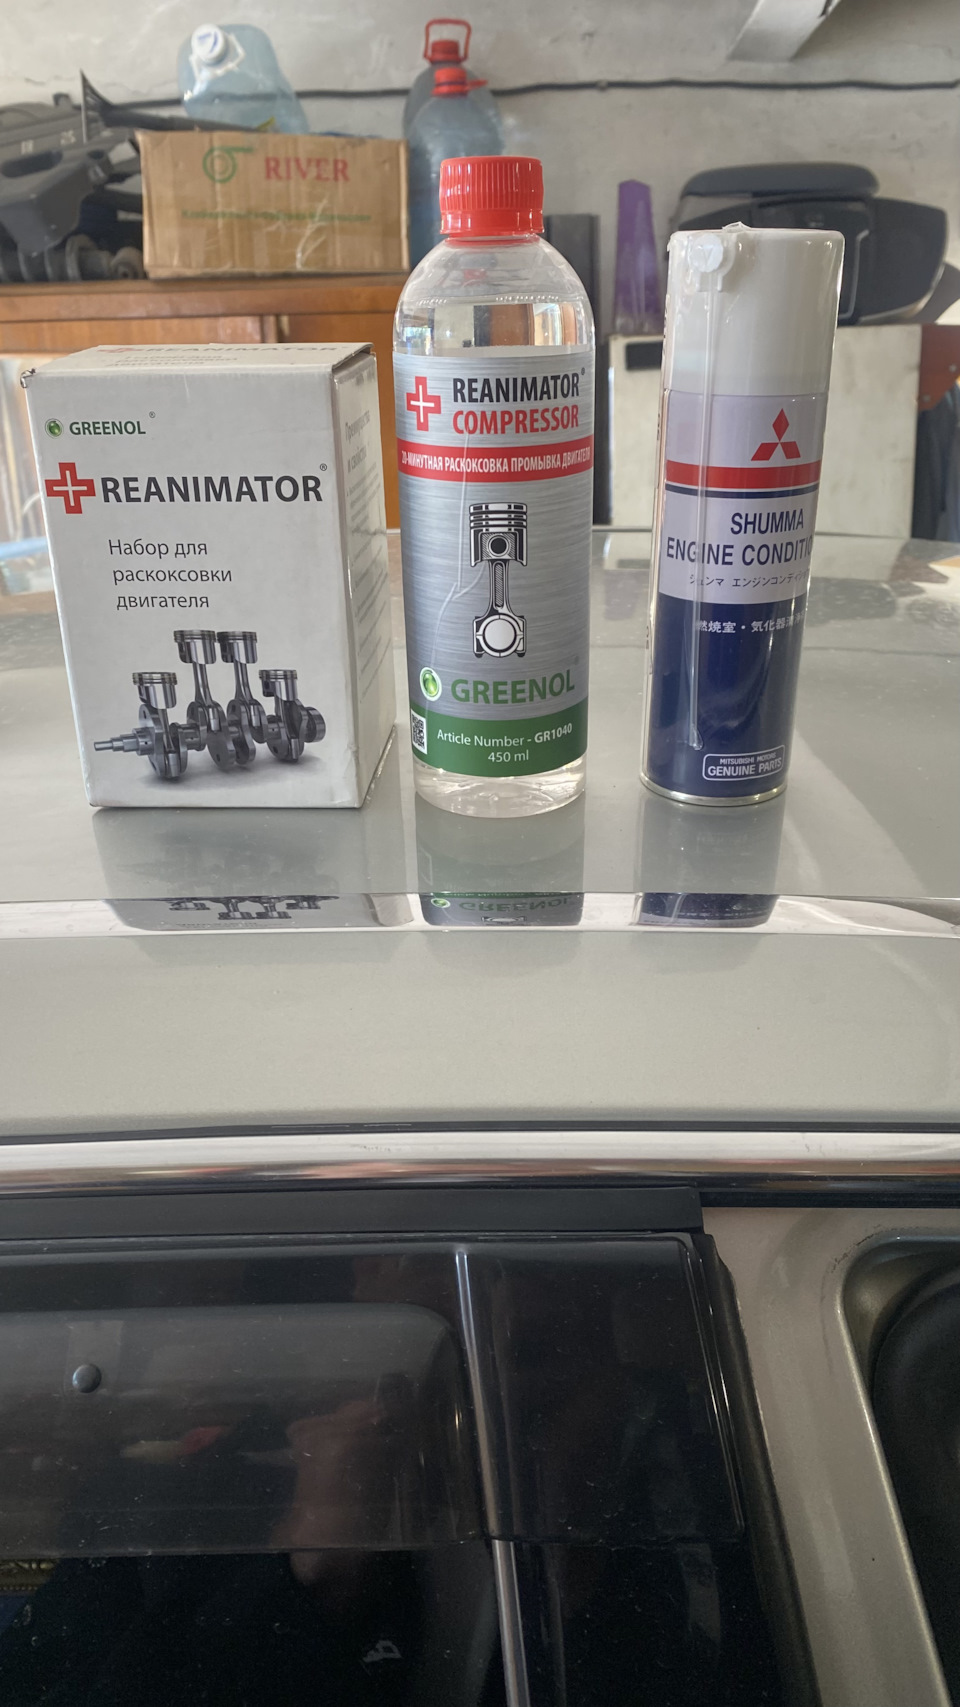 RIVER
REANIMATOR
GREENOL®
REANIMATOR®
Набор для
раскоксовки
двигателя
REANIMATOR®
COMPRESSOR
20-МИНУТНАЯ РАСКОКСОВКА ПРОМЫВКА ДВИГАТЕЛЯ
GREENOL
Article Number - GR1040
450 ml
SHUMMA
ENGINE CONDITIO
シュンマ エンジンコンディ
燃焼室・気化器
MITSUBISHI MOTORS
GENUINE PARTS